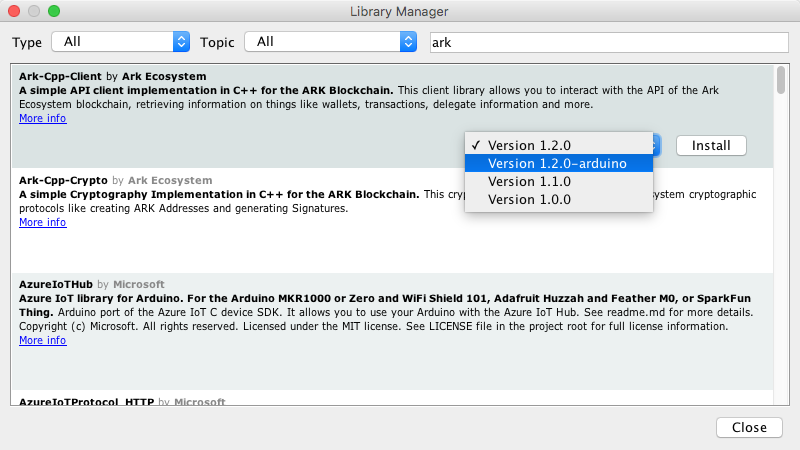 Library Manager
Type All Topic All ark
Ark-Cpp-Client by Ark Ecosystem
A simple API client implementation in C++ for the ARK Blockchain. This client library allows you to interact with the API of the Ark
Ecosystem blockchain, retrieving information on things like wallets, transactions, delegate information and more.
More info
✓ Version 1.2.0 Install
Version 1.2.0-arduino
Version 1.1.0
Version 1.0.0
Ark-Cpp-Crypto by Ark Ecosystem
A simple Cryptography Implementation in C++ for the ARK Blockchain. This cryptographic
protocols like creating ARK Addresses and generating Signatures.
More info
AzureIoTHub by Microsoft
Azure IoT library for Arduino. For the Arduino MKR1000 or Zero and WiFi Shield 101, Adafruit Huzzah and Feather M0, or SparkFun
Thing. Arduino port of the Azure IoT C device SDK. It allows you to use your Arduino with the Azure IoT Hub. See readme.md for more details.
Copyright (c) Microsoft. All rights reserved. Licensed under the MIT license. See LICENSE file in the project root for full license information.
More info
AzureIoTProtocol_HTTP by Microsoft
Close